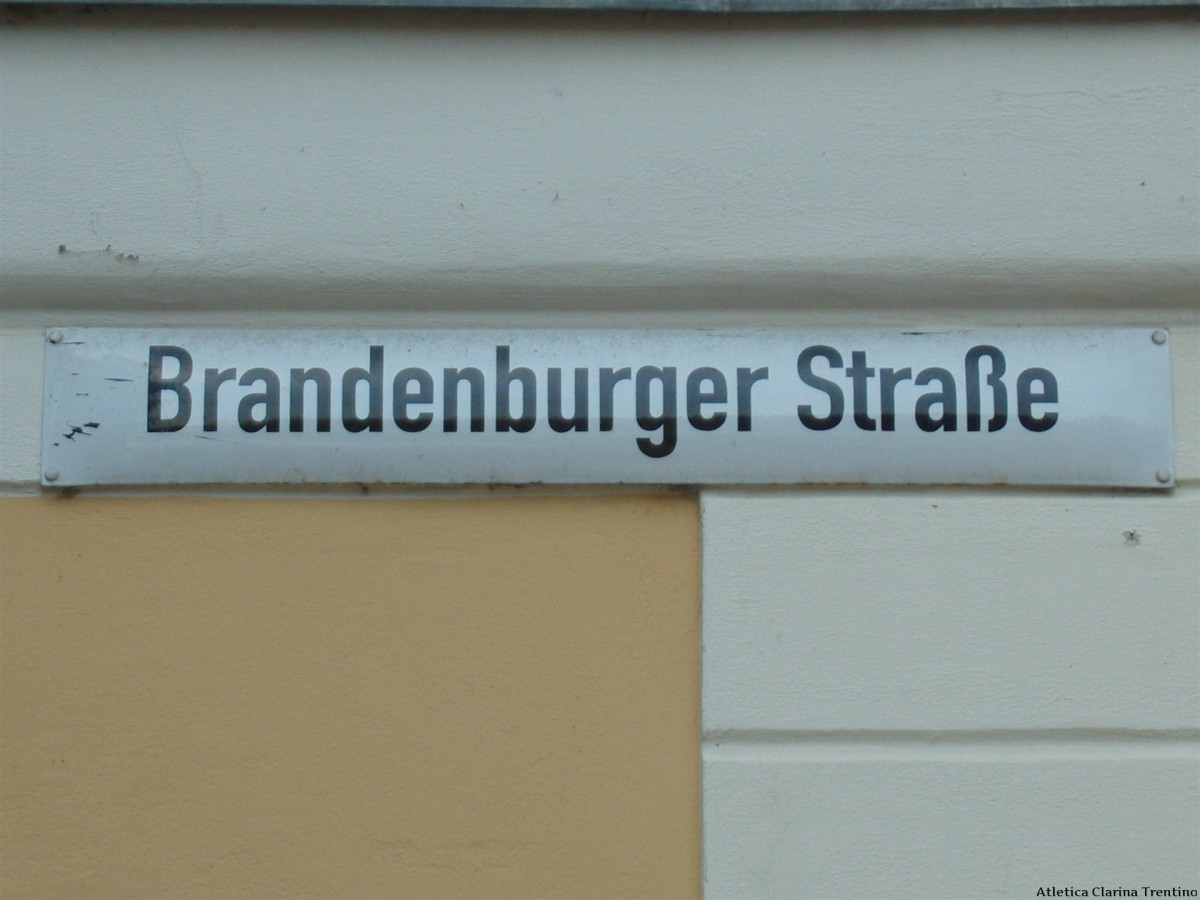 Brandenburger Straße
Atletica Clarina Trentino